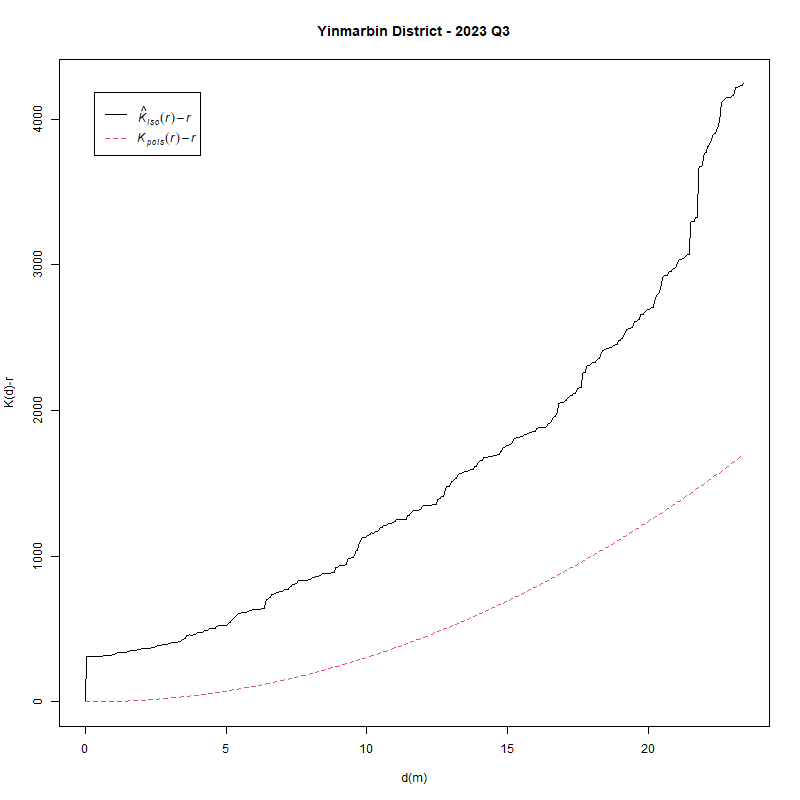 Yinmarbin District - 2023 Q3
K̂iso(r) − r
Kpois(r) − r
K(d)-r
4000
3000
2000
1000
0
0 5 10 15 20
d(m)